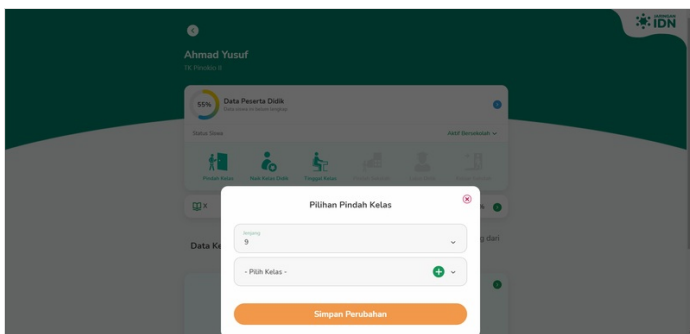 IDN
Ahmad Yusuf
55%
Data Peserta Didik
Status Siswa
Aktif Bersekolah
Pindah Kelas
Naik Kelas Didik
Tinggal Kelas
X
%
Pilihan Pindah Kelas
Data Ke
g dari
Jenjang
9
- Pilih Kelas -
Simpan Perubahan